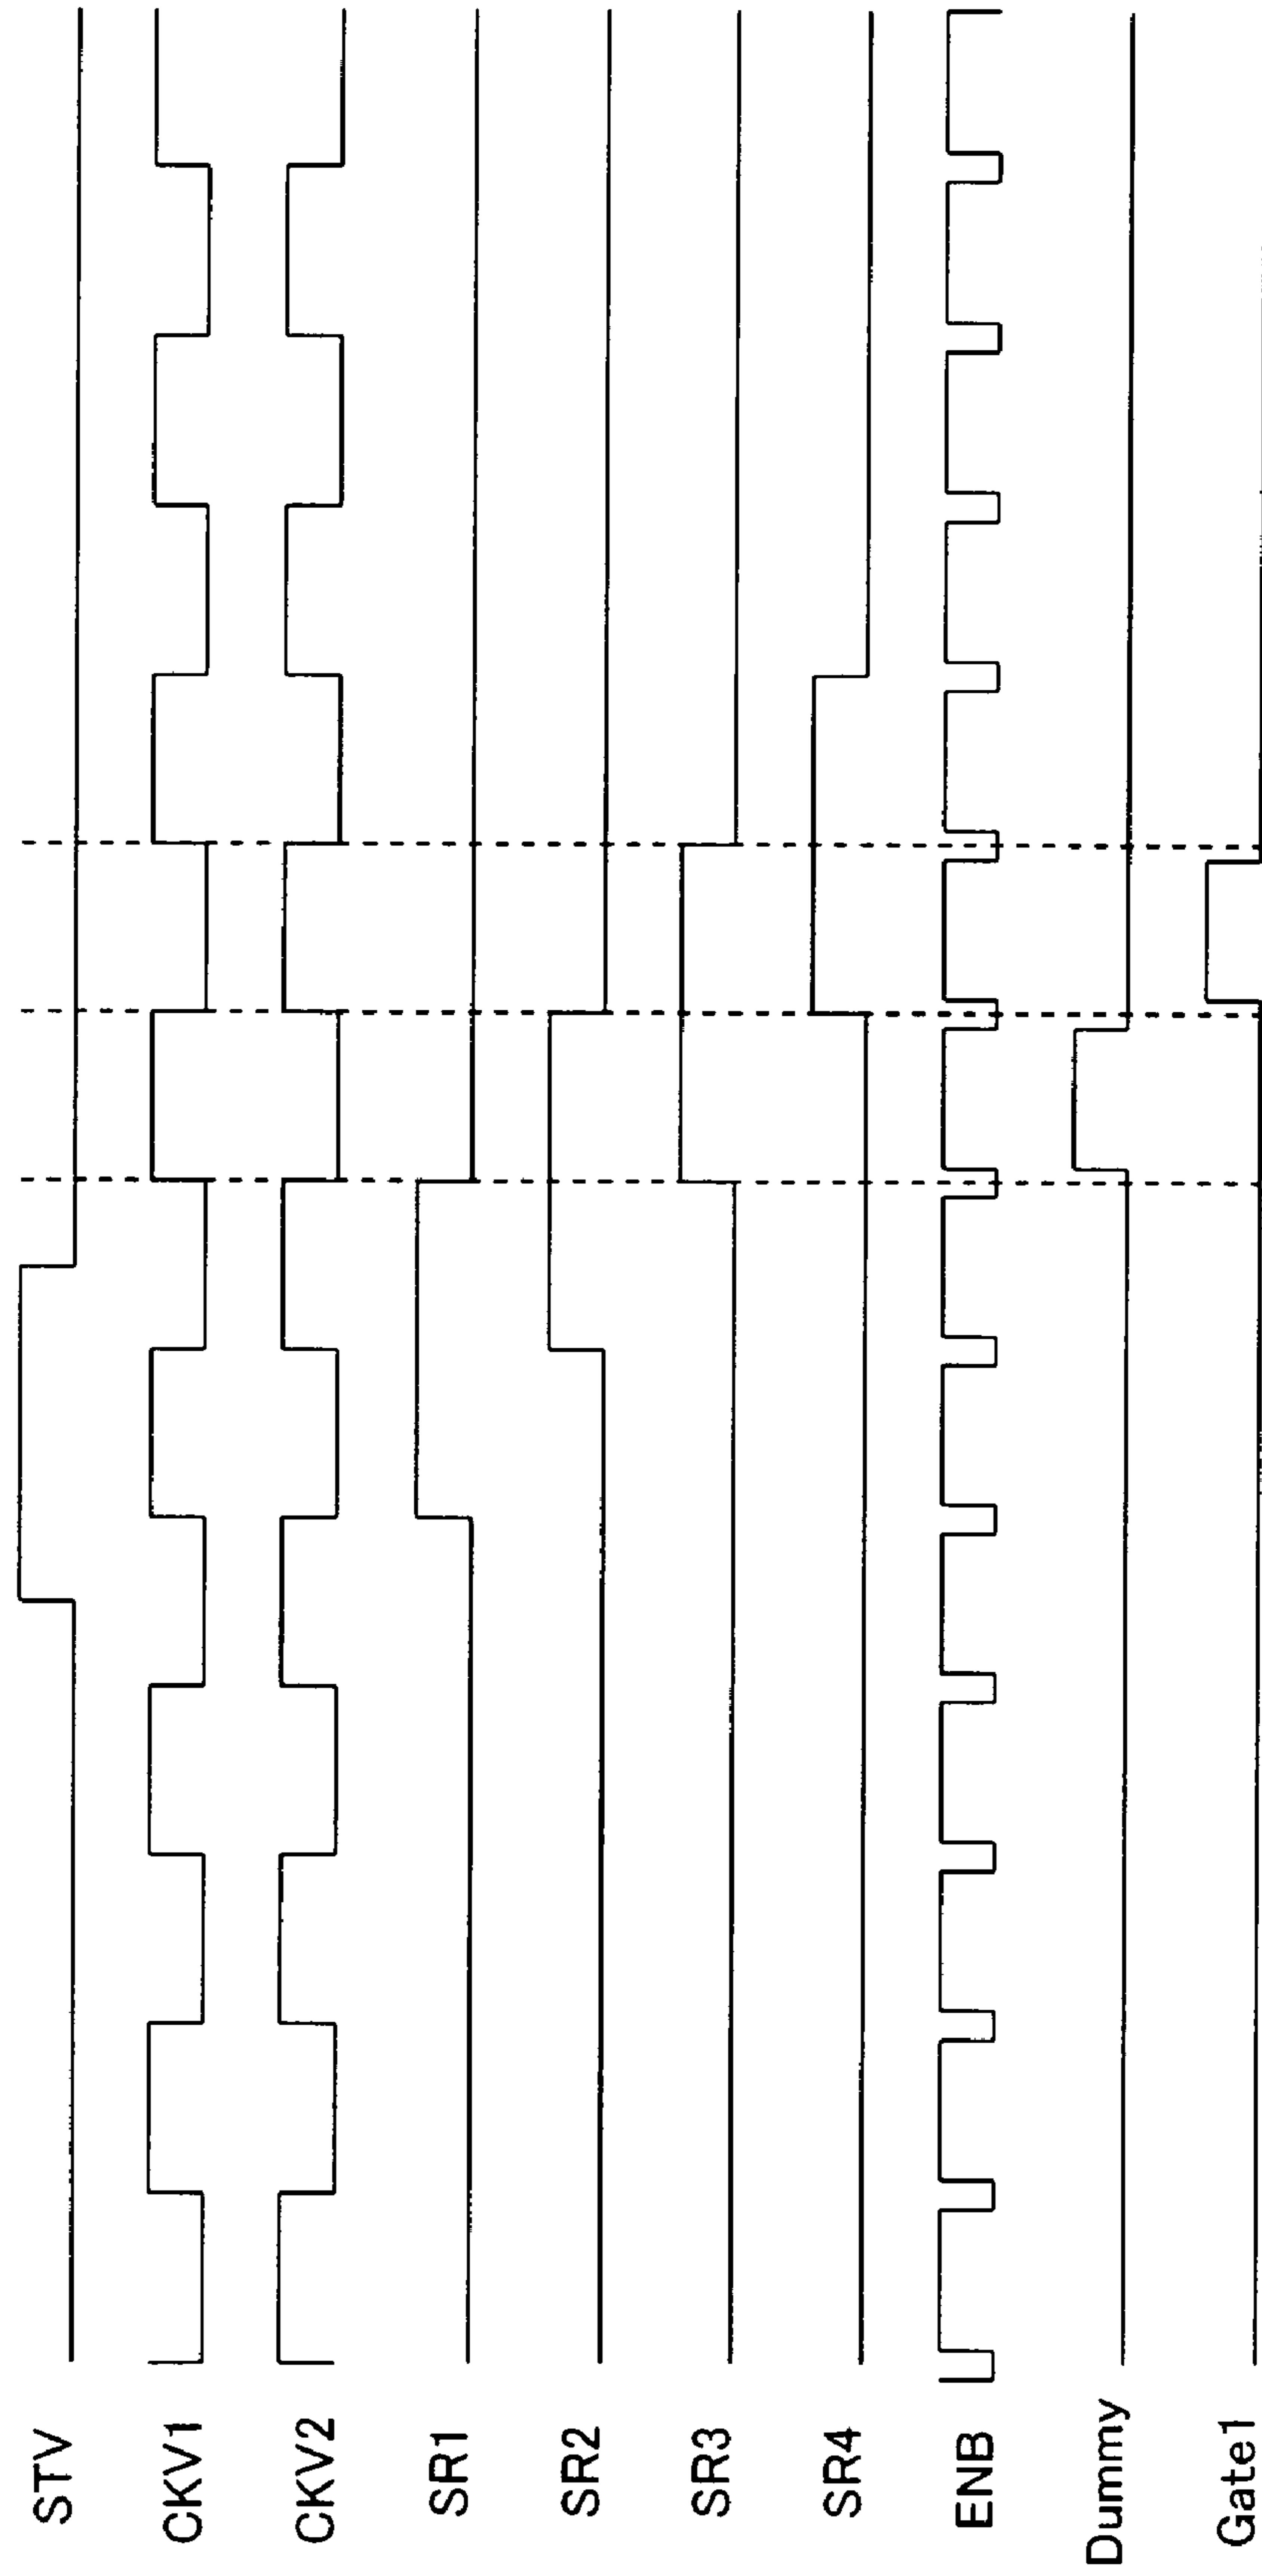 STV
CKV1
CKV2
SR1
SR2
SR3
SR4
ENB
Dummy
Gate1